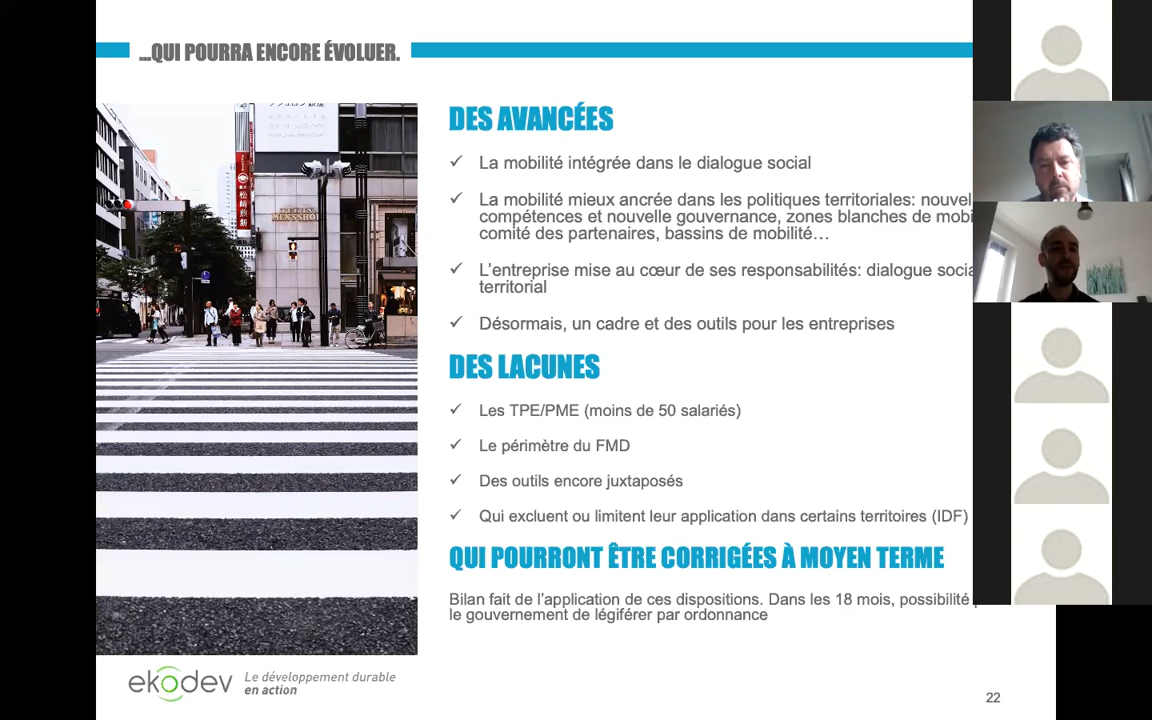 ...QUI POURRA ENCORE ÉVOLUER.
DES AVANCÉES
La mobilité intégrée dans le dialogue social
La mobilité mieux ancrée dans les politiques territoriales:
compétences et nouvelle gouvernance, zones blanches de
comité des partenaires, bassins de mobilité…
L'entreprise mise au cœur de ses responsabilités: dialogue
territorial
Désormais, un cadre et des outils pour les entreprises
DES LACUNES
Les TPE/PME (moins de 50 salariés)
Le périmètre du FMD
Des outils encore juxtaposés
Qui excluent ou limitent leur application dans certains territoires (IDF)
QUI POURRONT ÊTRE CORRIGÉES À MOYEN TERME
Bilan fait de l'application de ces dispositions. Dans les 18 mois, possibilité
le gouvernement de légiférer par ordonnance
MEN'S SHOP
ekodev
Le développement durable
en action
22